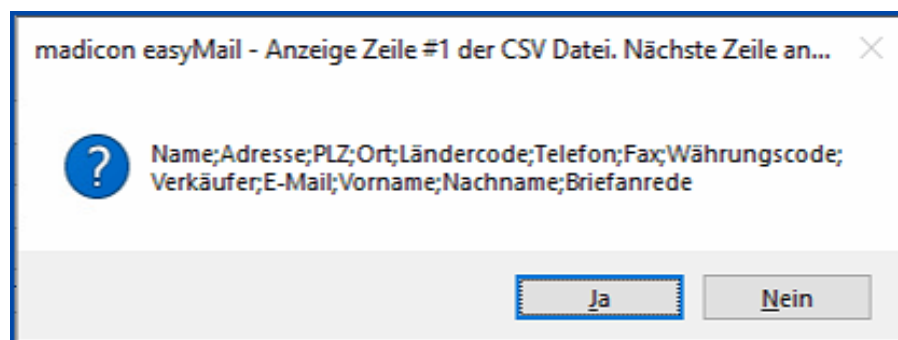 madicon easyMail - Anzeige Zeile #1 der CSV Datei. Nächste Zeile an...
?
Name;Adresse;PLZ;Ort;Ländercode;Telefon;Fax;Währungscode;
Verkäufer;E-Mail;Vorname;Nachname;Briefanrede
Ja
Nein